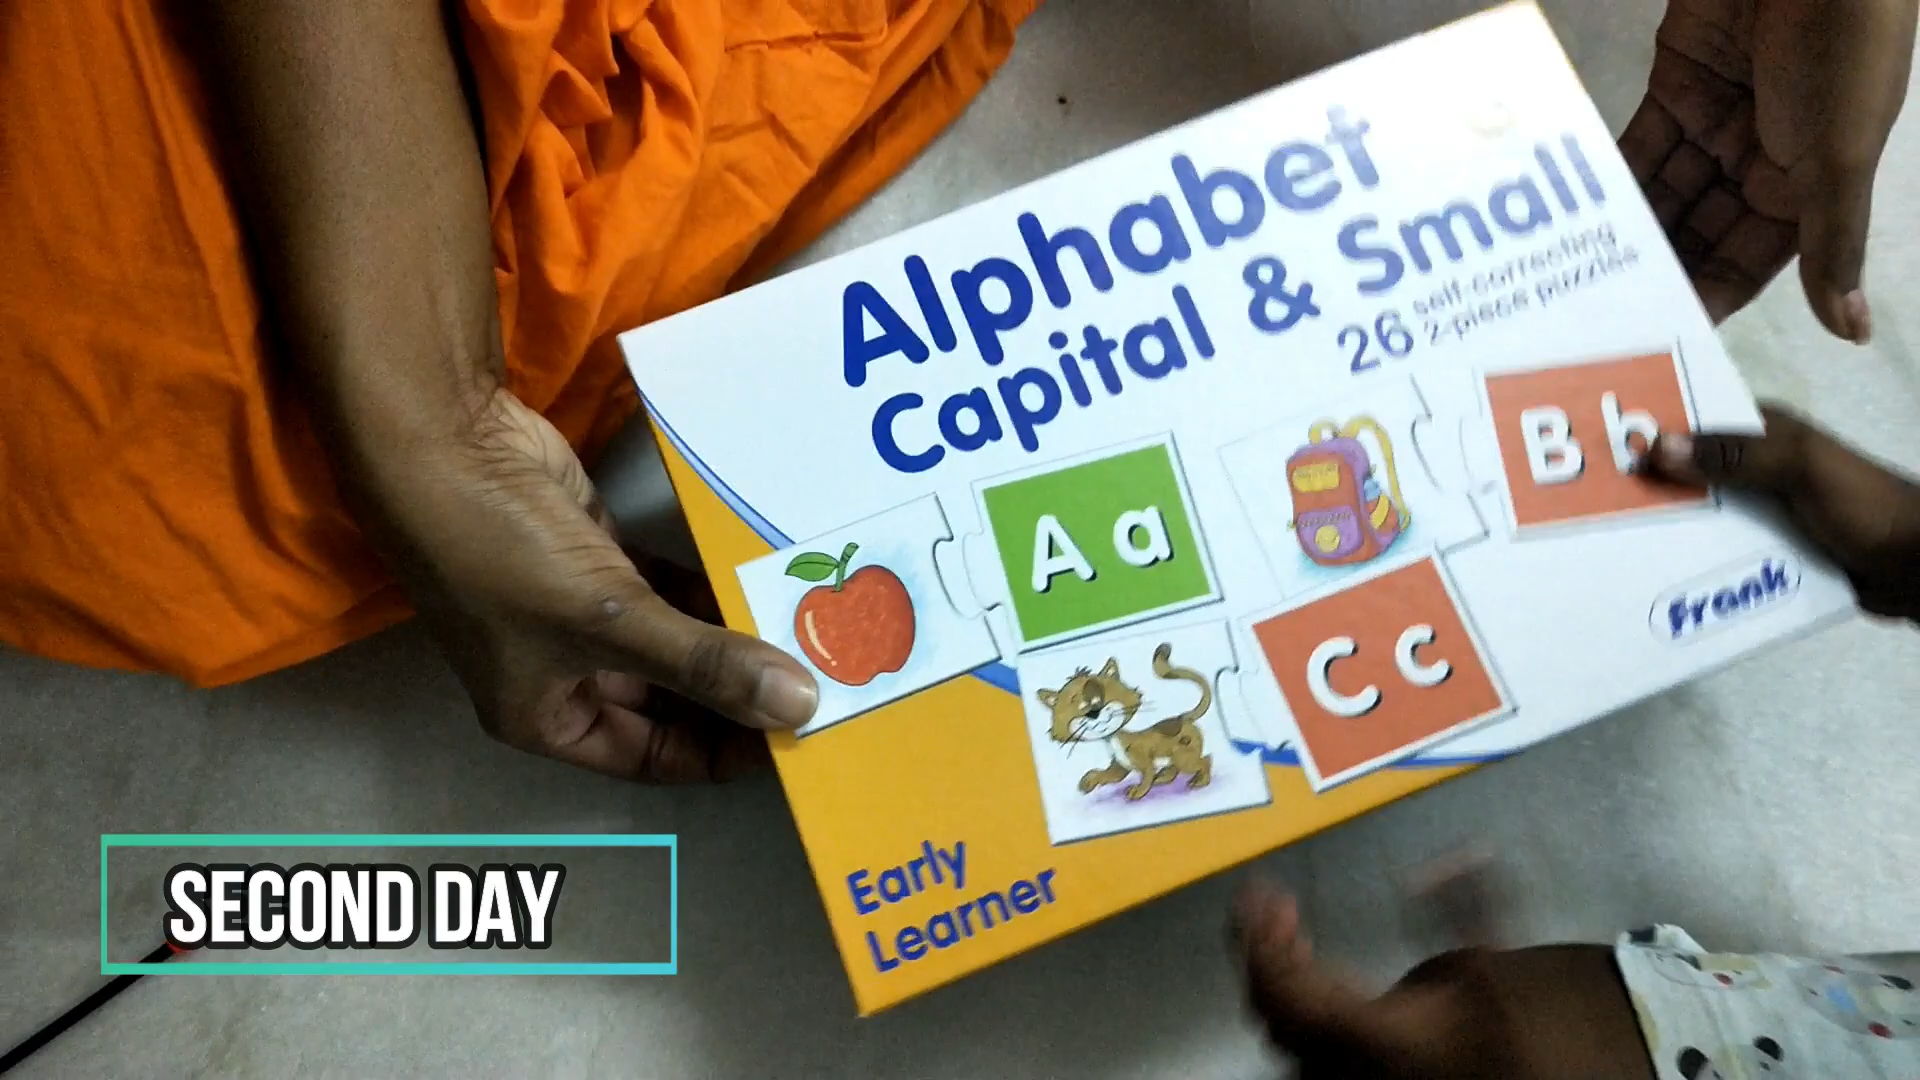 Alphabet
Capital & Small
26 self-correcting
2-piece puzzles
A a
B b
C c
Frank
Early
Learner
SECOND DAY